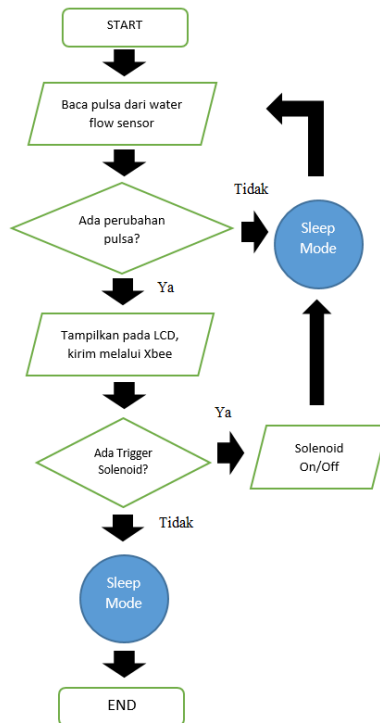 START
Baca pulsa dari water
flow sensor
Tidak
Ada perubahan
pulsa?
Sleep
Mode
Ya
Tampilkan pada LCD,
kirim melalui Xbee
Ya
Ada Trigger
Solenoid?
Solenoid
On/Off
Tidak
Sleep
Mode
END